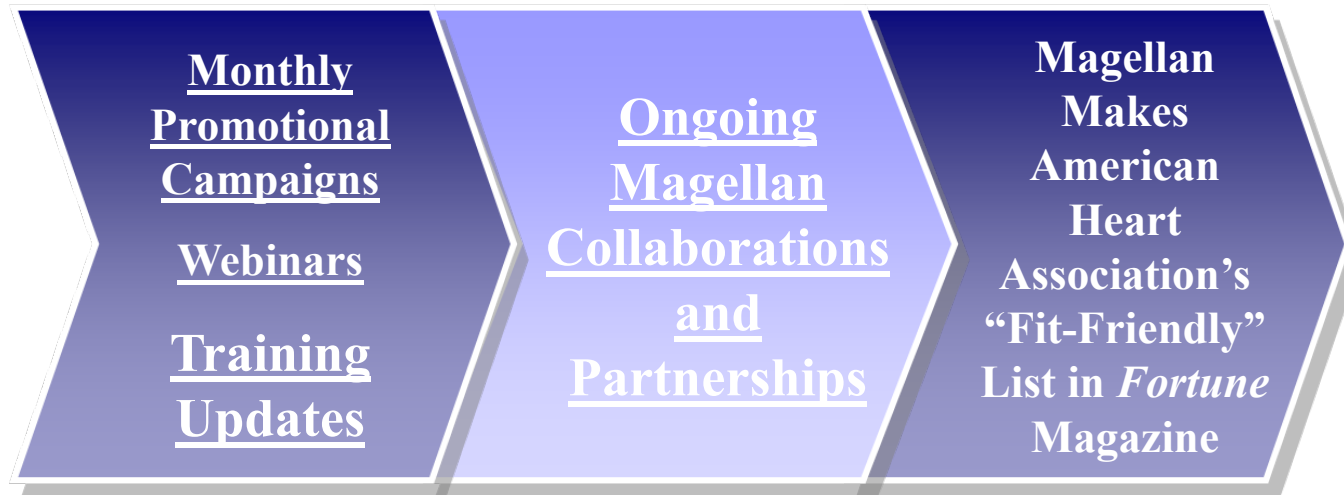 Monthly
Promotional
Campaigns
Webinars
Training
Updates
Ongoing
Magellan
Collaborations
and
Partnerships
Magellan
Makes
American
Heart
Association’s
“Fit-Friendly”
List in Fortune
Magazine